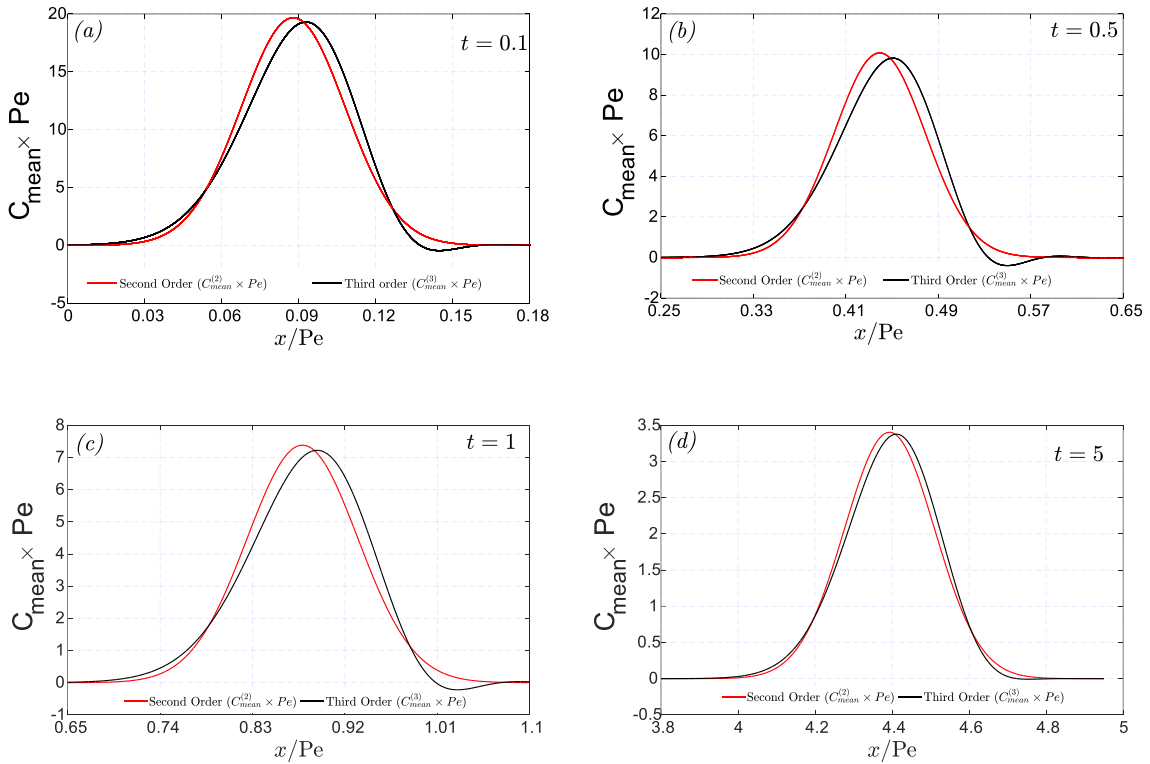 (a)
t = 0.1
C_mean × Pe
20
15
10
5
0
-5
Second Order (C_mean^(2) × Pe)
Third order (C_mean^(3) × Pe)
0 0.03 0.06 0.09 0.12 0.15 0.18
x/Pe
(b)
t = 0.5
C_mean × Pe
12
10
8
6
4
2
0
-2
Second Order (C_mean^(2) × Pe)
Third Order (C_mean^(3) × Pe)
0.25 0.33 0.41 0.49 0.57 0.65
x/Pe
(c)
t = 1
C_mean × Pe
8
7
6
5
4
3
2
1
0
-1
Second Order (C_mean^(2) × Pe)
Third Order (C_mean^(3) × Pe)
0.65 0.74 0.83 0.92 1.01 1.1
x/Pe
(d)
t = 5
C_mean × Pe
3.5
3
2.5
2
1.5
1
0.5
0
-0.5
Second Order (C_mean^(2) × Pe)
Third Order (C_mean^(3) × Pe)
3.8 4 4.2 4.4 4.6 4.8 5
x/Pe